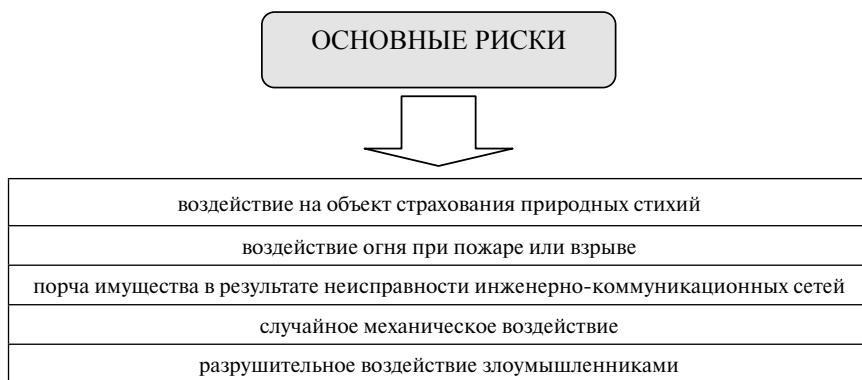 ОСНОВНЫЕ РИСКИ
воздействие на объект страхования природных стихий
воздействие огня при пожаре или взрыве
порча имущества в результате неисправности инженерно-коммуникационных сетей
случайное механическое воздействие
разрушительное воздействие злоумышленниками